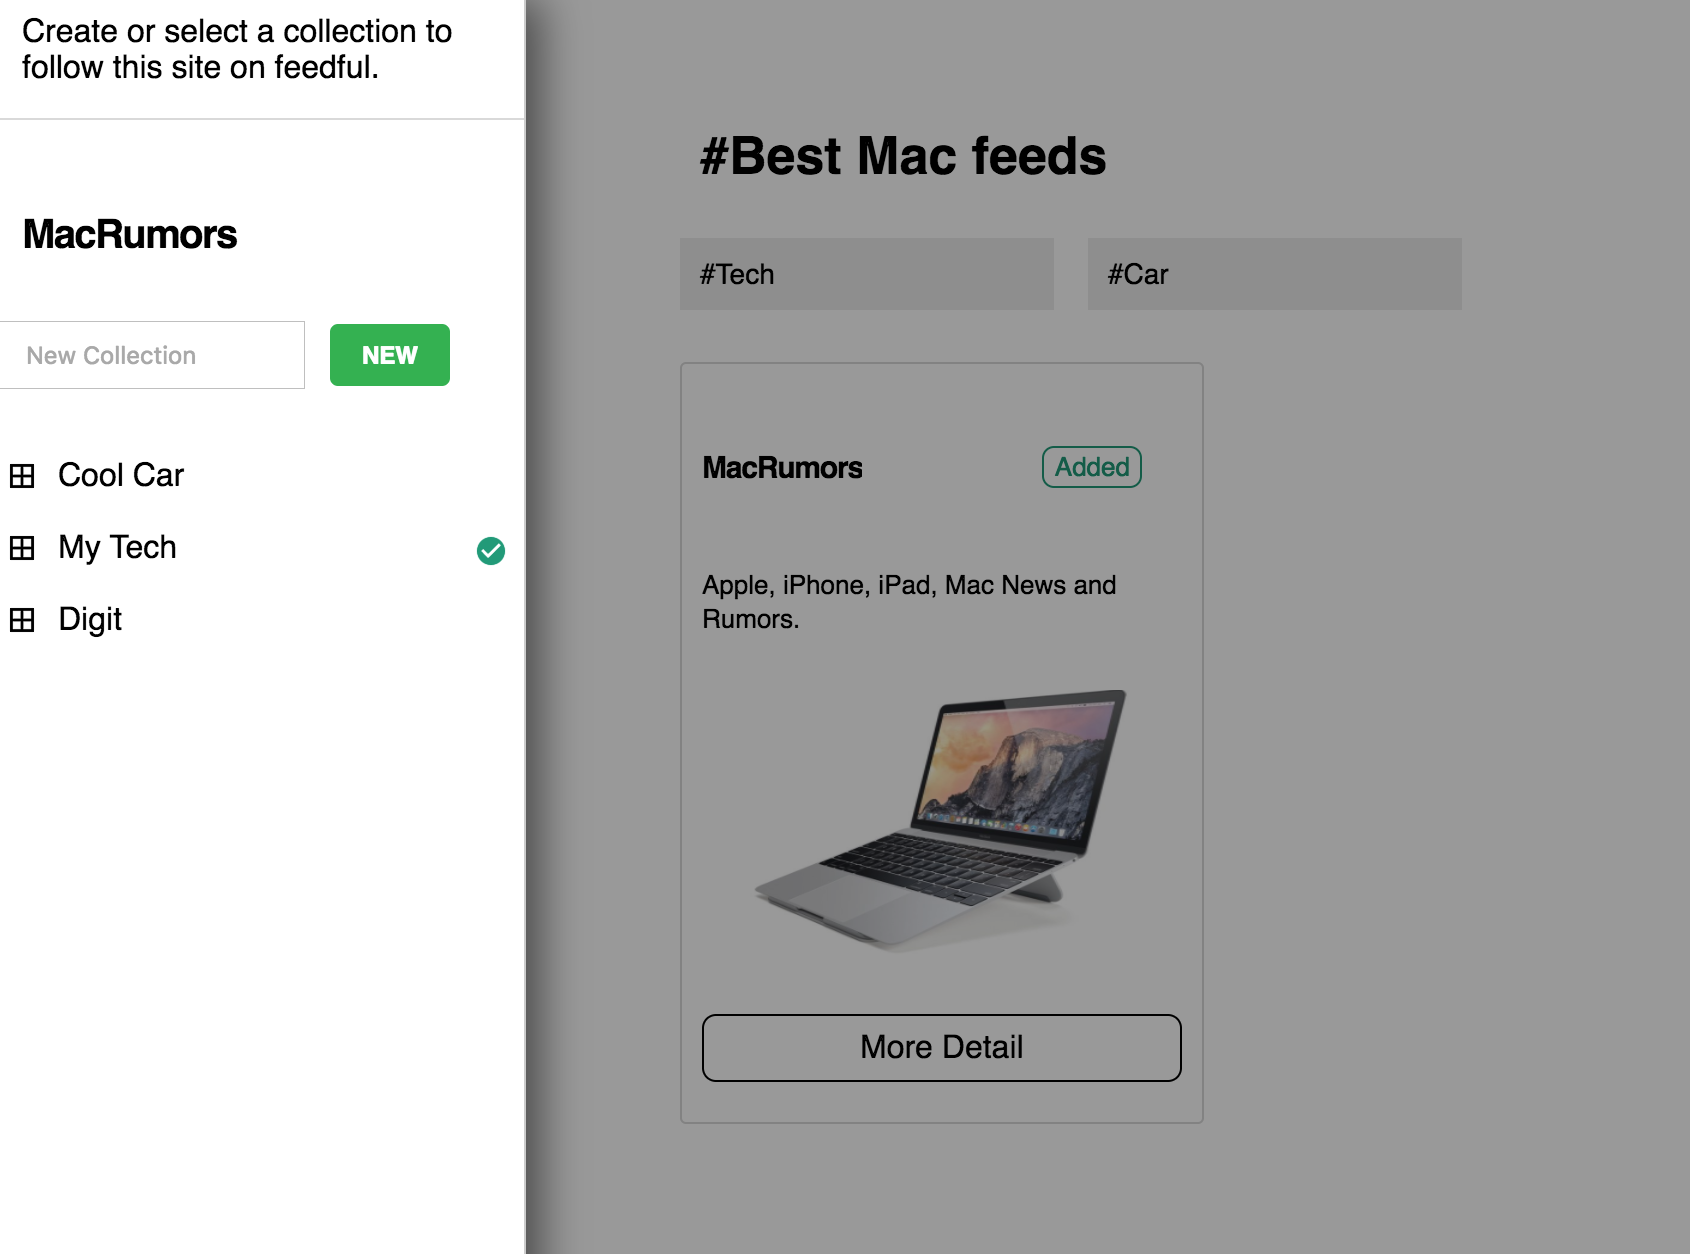 Create or select a collection to
follow this site on feedful.
MacRumors
New Collection
NEW
Cool Car
My Tech
Digit
#Best Mac feeds
#Tech
#Car
MacRumors
Added
Apple, iPhone, iPad, Mac News and
Rumors.
More Detail